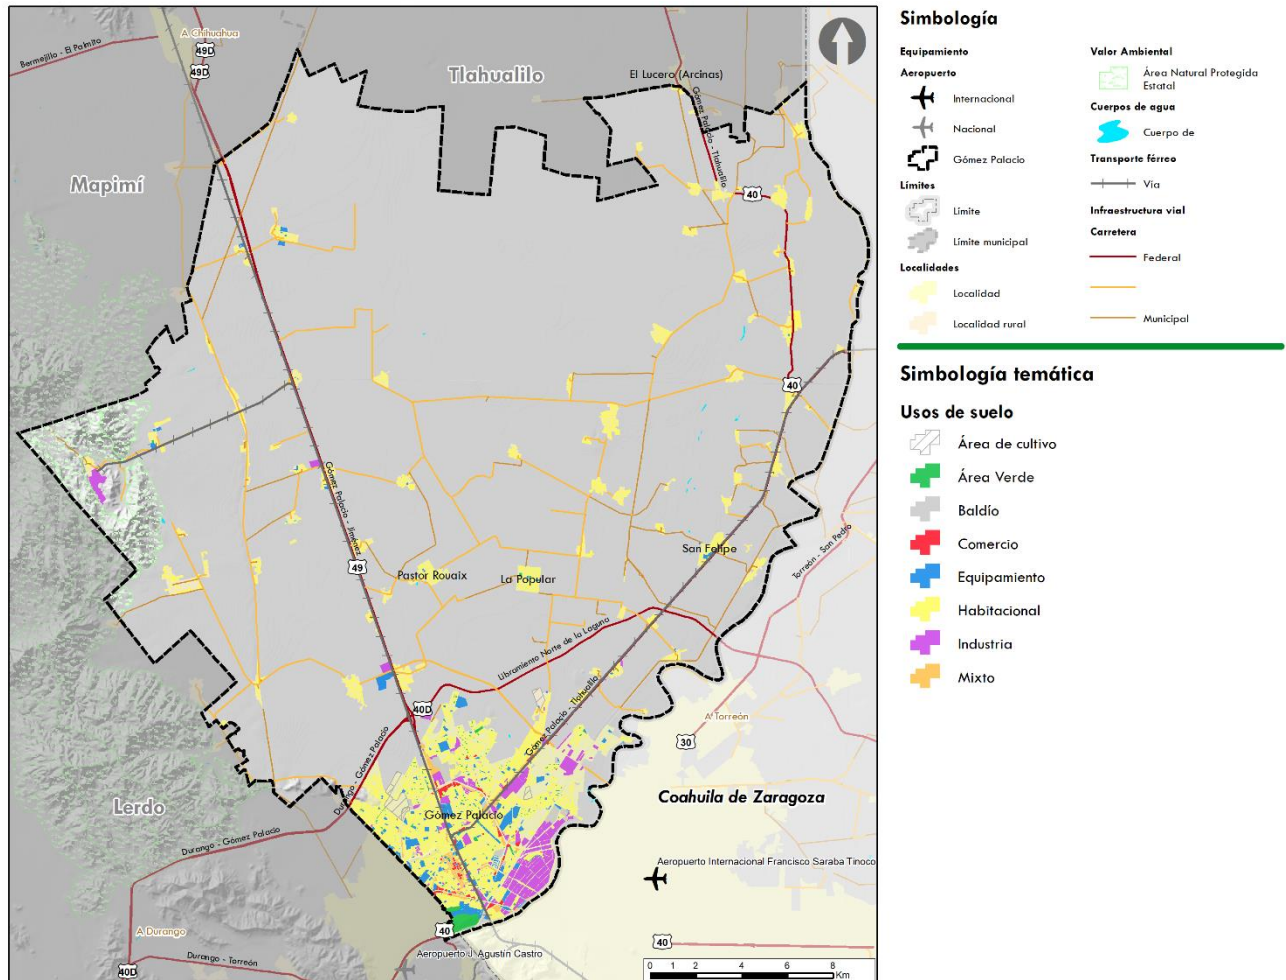 A Chihuahua
49D
49D
Bermejillo - El Palmito
Tlahualilo
El Lucero (Arcinas)
Gómez Palacio - Tlahualilo
Mapimí
40
40
Gómez Palacio - Jiménez
49
Pastor Rouaix
La Popular
San Felipe
Torreón - San Pedro
Libramiento Norte de la Laguna
Gómez Palacio - Tlahualilo
40D
Durango - Gómez Palacio
A Torreón
30
Lerdo
Durango - Gómez Palacio
Gómez Palacio
Coahuila de Zaragoza
Aeropuerto Internacional Francisco Saraba Tinoco
A Durango
40
40
Durango - Torreón
Aeropuerto J. Agustín Castro
40D
0 1 2 4 6 8
Km
Simbología
Equipamiento
Aeropuerto
Internacional
Nacional
Gómez Palacio
Límites
Límite
Límite municipal
Localidades
Localidad
Localidad rural
Valor Ambiental
Área Natural Protegida
Estatal
Cuerpos de agua
Cuerpo de
Transporte férreo
Vía
Infraestructura vial
Carretera
Federal
Municipal
Simbología temática
Usos de suelo
Área de cultivo
Área Verde
Baldío
Comercio
Equipamiento
Habitacional
Industria
Mixto